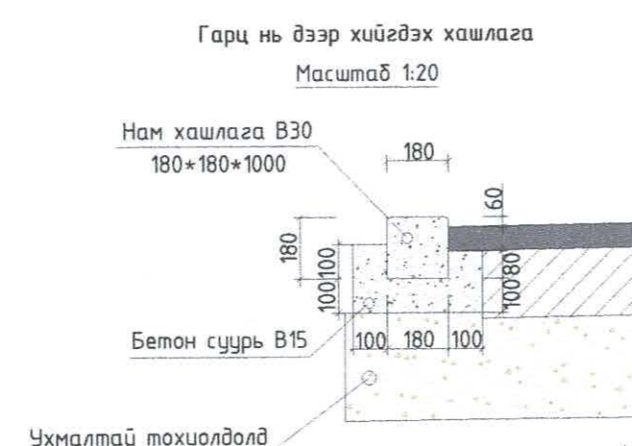 Гарц нь дээр хийгдэх хашлага
Масштаб 1:20
Нам хашлага В30
180*180*1000
180
60
180
100
100
80
100
Бетон суурь В15
100 180 100
Ухмалтай тохиолдолд